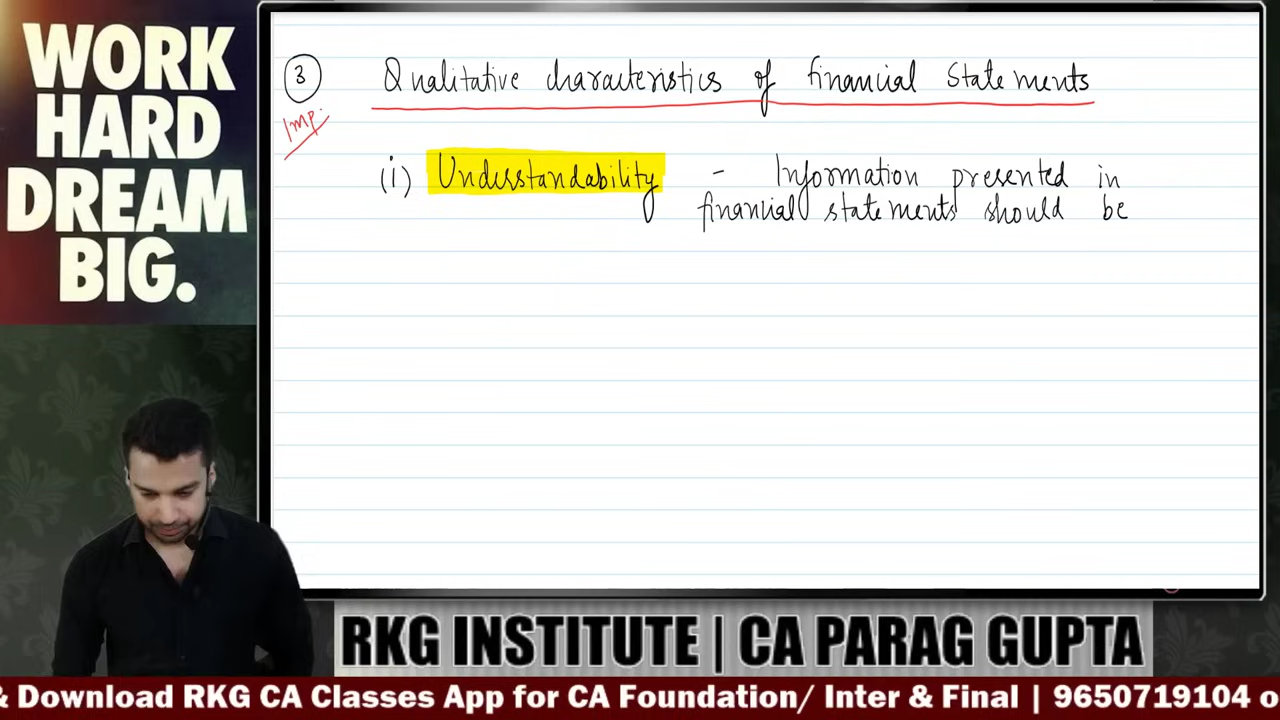 WORK
HARD
DREAM
BIG.
3 Qualitative characteristics of financial Statements
Imp.
(i) Understandability - Information presented in
financial statements should be
RKG INSTITUTE | CA PARAG GUPTA
& Download RKG CA Classes App for CA Foundation/ Inter & Final | 9650719104 o